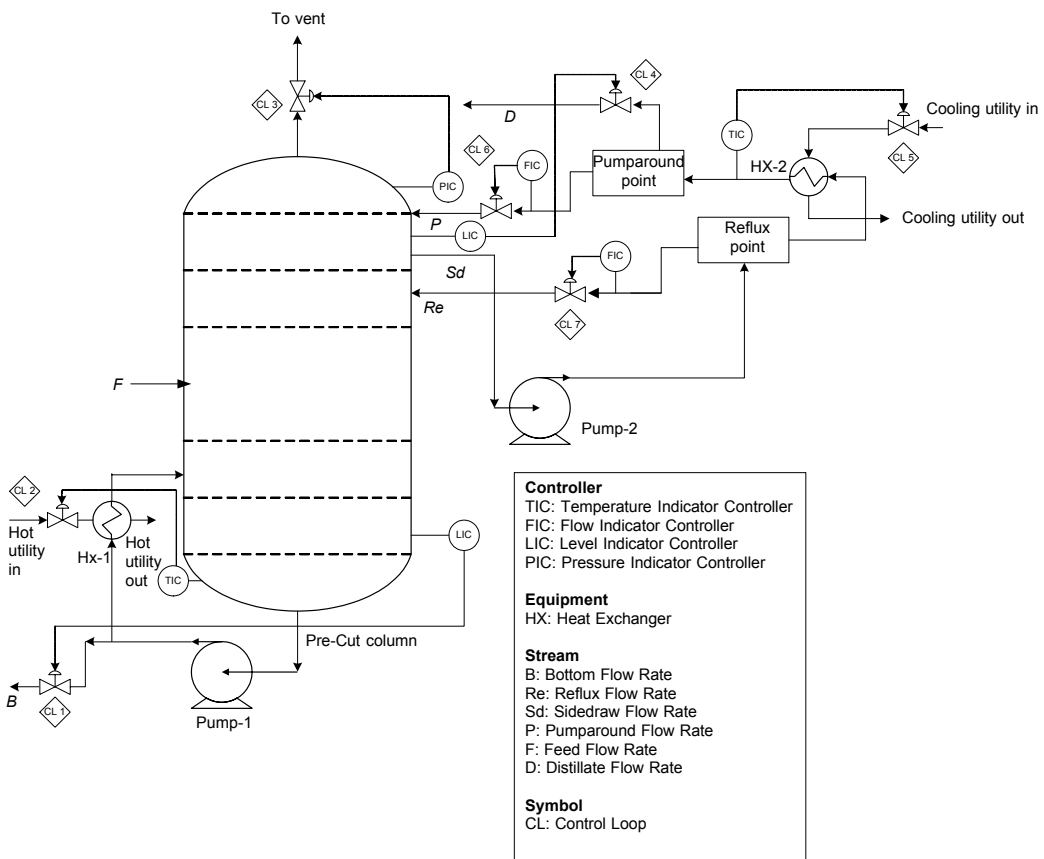 To vent
CL 3
CL 4
D
TIC
Cooling utility in
CL 5
CL 6
FIC
Pumparound
point
HX-2
PIC
P
LIC
Cooling utility out
Reflux
point
Sd
FIC
Re
CL 7
F
Pump-2
CL 2
Hot
utility
in
Hx-1
Hot
utility
out
TIC
LIC
Pre-Cut column
B
CL 1
Pump-1
Controller
TIC: Temperature Indicator Controller
FIC: Flow Indicator Controller
LIC: Level Indicator Controller
PIC: Pressure Indicator Controller
Equipment
HX: Heat Exchanger
Stream
B: Bottom Flow Rate
Re: Reflux Flow Rate
Sd: Sidedraw Flow Rate
P: Pumparound Flow Rate
F: Feed Flow Rate
D: Distillate Flow Rate
Symbol
CL: Control Loop